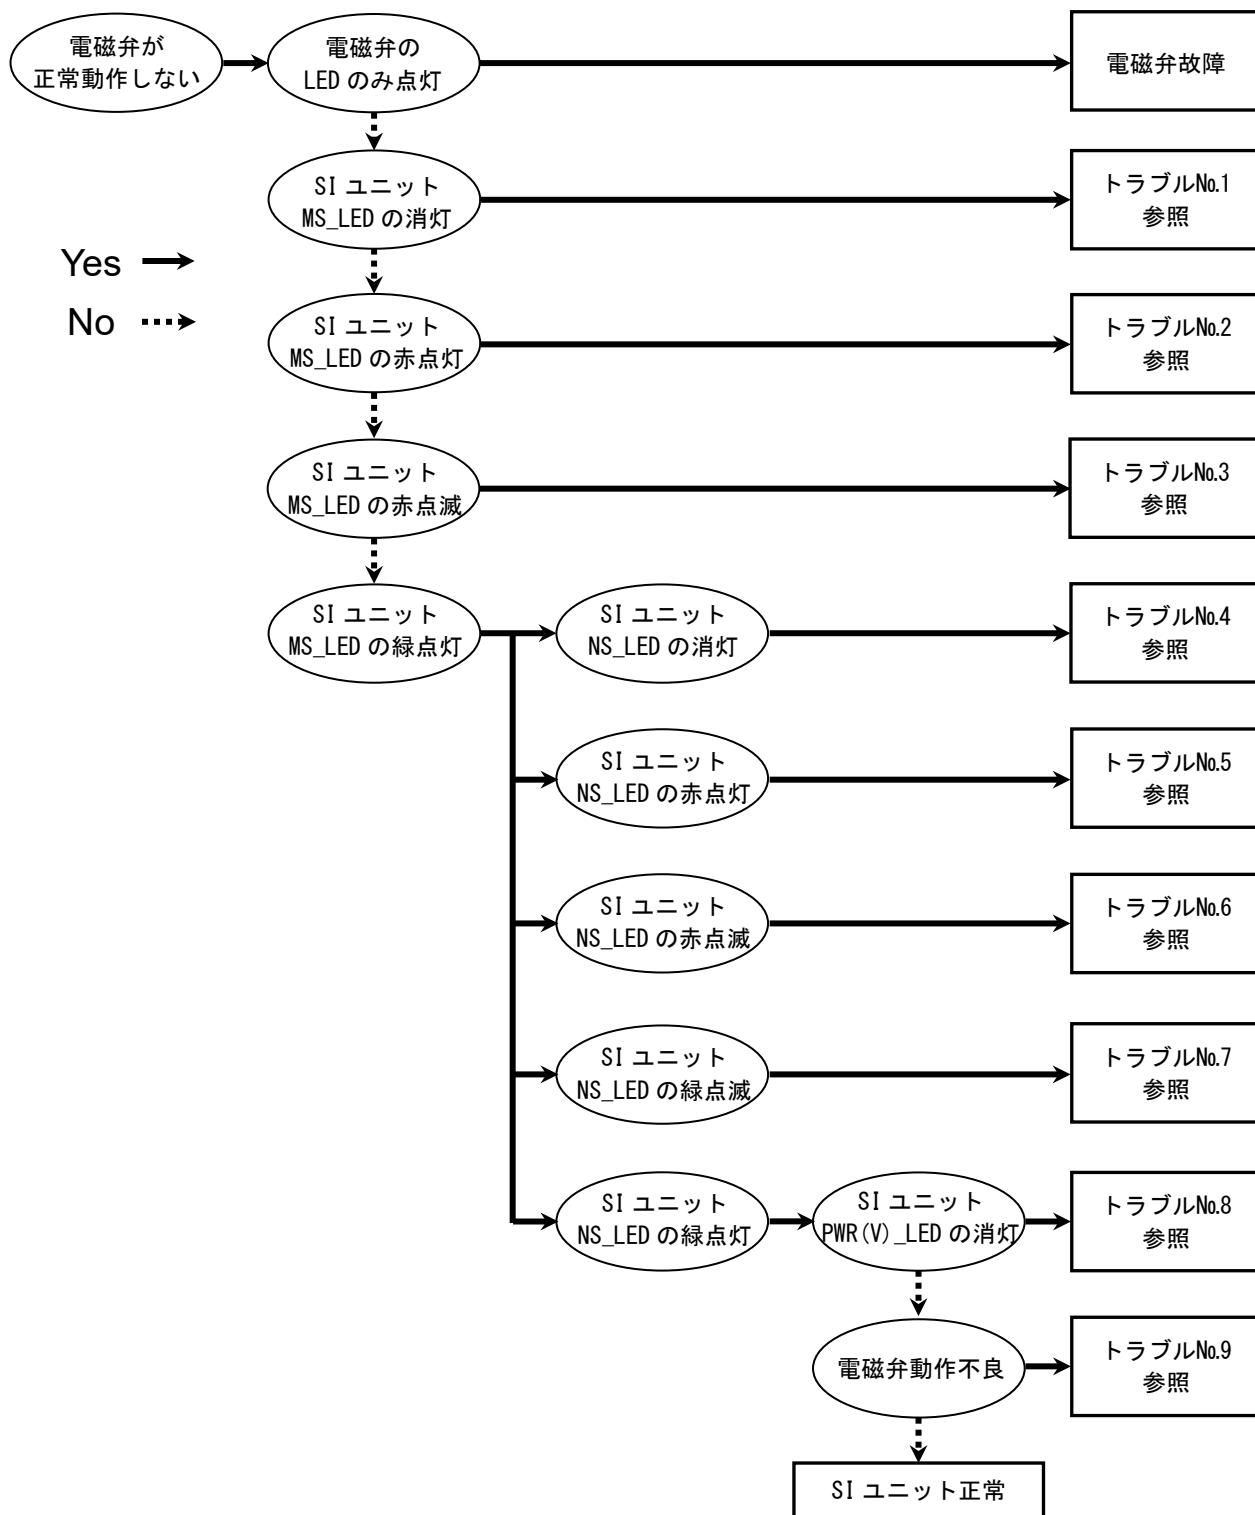 電磁弁が
正常動作しない
電磁弁の
LED のみ点灯
電磁弁故障
SI ユニット
MS_LED の消灯
トラブル№1
参照
Yes
No
SI ユニット
MS_LED の赤点灯
トラブル№2
参照
SI ユニット
MS_LED の赤点滅
トラブル№3
参照
SI ユニット
MS_LED の緑点灯
SI ユニット
NS_LED の消灯
トラブル№4
参照
SI ユニット
NS_LED の赤点灯
トラブル№5
参照
SI ユニット
NS_LED の赤点滅
トラブル№6
参照
SI ユニット
NS_LED の緑点滅
トラブル№7
参照
SI ユニット
NS_LED の緑点灯
SI ユニット
PWR(V)_LED の消灯
トラブル№8
参照
電磁弁動作不良
トラブル№9
参照
SI ユニット正常